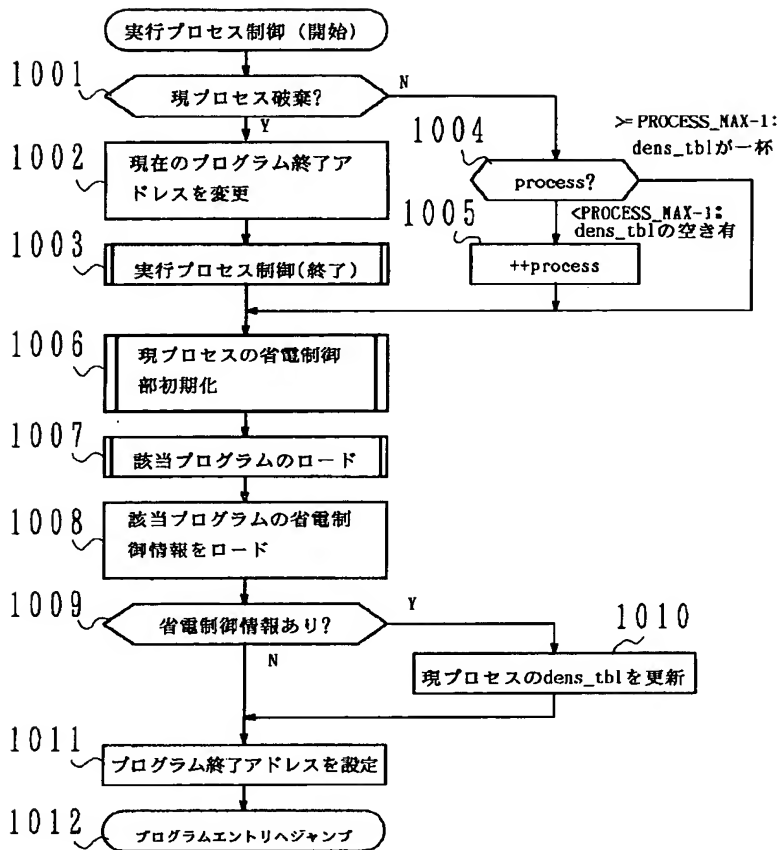 実行プロセス制御（開始）
1001
現プロセス破棄?
N
Y
1002
現在のプログラム終了ア
ドレスを変更
1003
実行プロセス制御(終了)
1004
process?
>= PROCESS_MAX-1:
dens_tblが一杯
<PROCESS_MAX-1:
dens_tblの空き有
1005
++process
1006
現プロセスの省電制御
部初期化
1007
該当プログラムのロード
1008
該当プログラムの省電制
御情報をロード
1009
省電制御情報あり?
Y
N
1010
現プロセスのdens_tblを更新
1011
プログラム終了アドレスを設定
1012
プログラムエントリへジャンプ